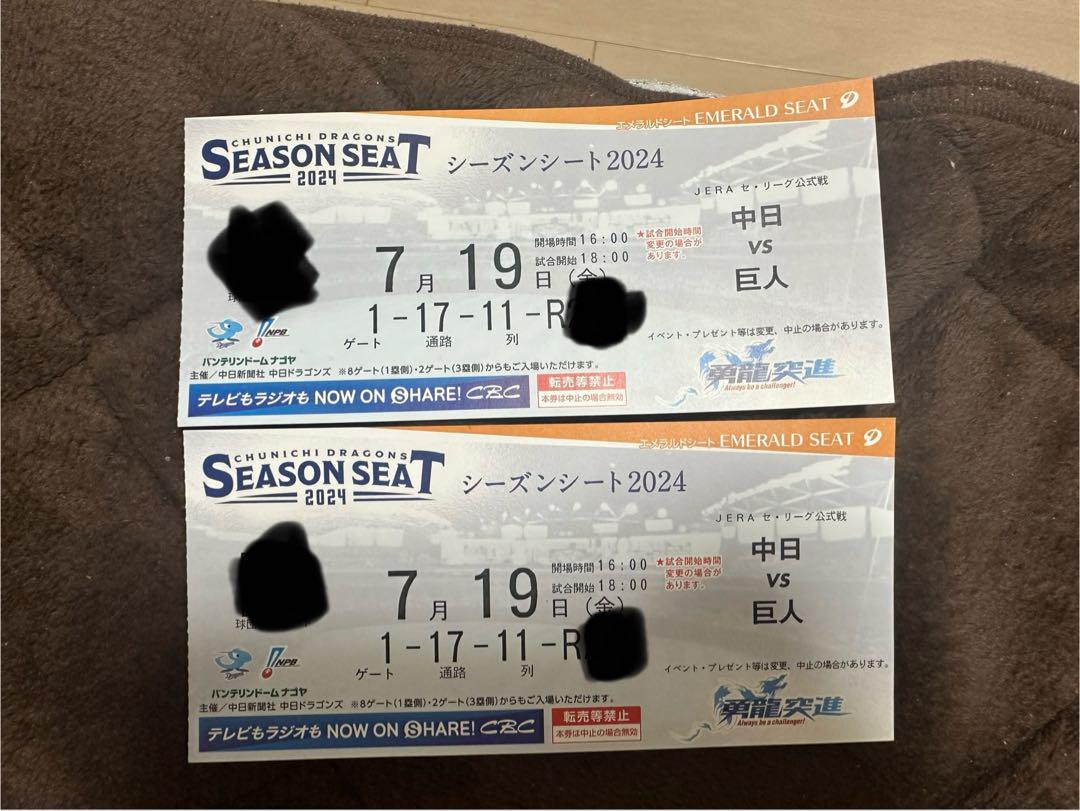 エメラルドシート EMERALD SEAT
CHUNICHI DRAGONS
SEASON SEAT
2024
シーズンシート2024
JERA セ・リーグ公式戦
中日
VS
巨人
7月19日(金)
開場時間16:00
試合開始18:00
★試合開始時間
変更の場合が
あります。
1-17-11-R
ゲート 通路 列
イベント・プレゼント等は変更、中止の場合があります。
Dragons
NPB
バンテリンドーム ナゴヤ
主催／中日新聞社 中日ドラゴンズ ※8ゲート(1塁側)・2ゲート(3塁側)からもご入場いただけます。
勇龍突進
Always be a challenger!
テレビもラジオも NOW ON SHARE! CBC
転売等禁止
本券は中止の場合無効
エメラルドシート EMERALD SEAT
CHUNICHI DRAGONS
SEASON SEAT
2024
シーズンシート2024
JERA セ・リーグ公式戦
中日
VS
巨人
7月19日(金)
開場時間16:00
試合開始18:00
★試合開始時間
変更の場合が
あります。
球団
1-17-11-R
ゲート 通路 列
イベント・プレゼント等は変更、中止の場合があります。
Dragons
NPB
バンテリンドーム ナゴヤ
主催／中日新聞社 中日ドラゴンズ ※8ゲート(1塁側)・2ゲート(3塁側)からもご入場いただけます。
勇龍突進
Always be a challenger!
テレビもラジオも NOW ON SHARE! CBC
転売等禁止
本券は中止の場合無効